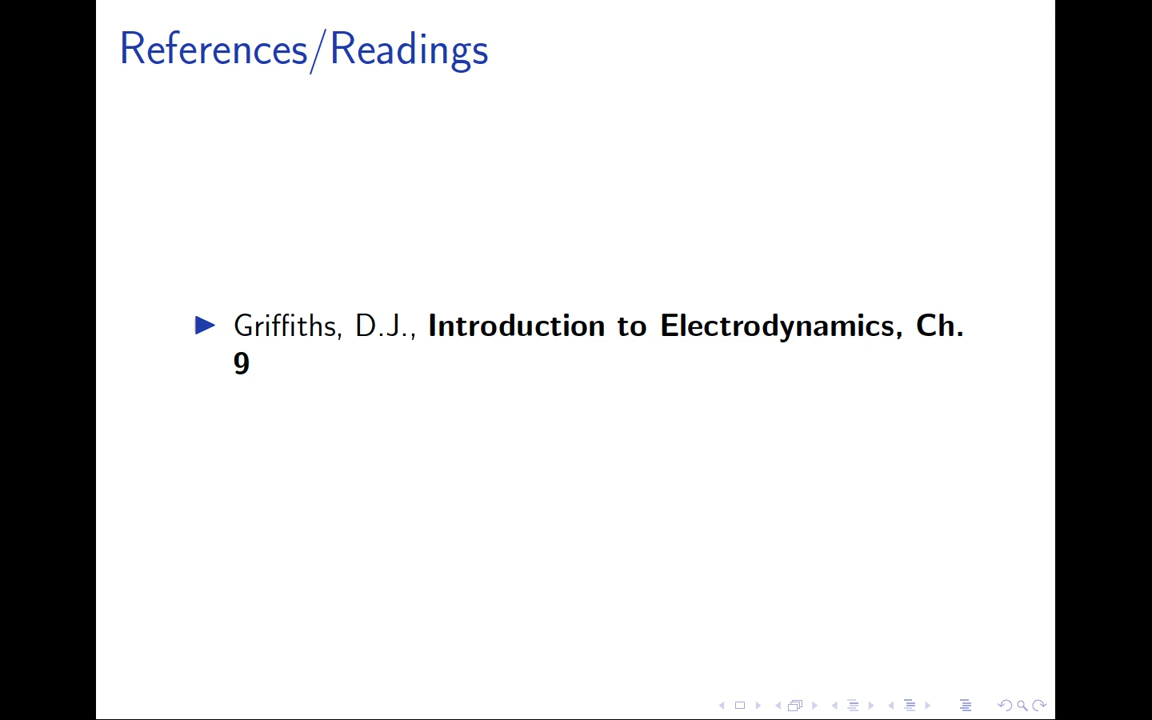 References/Readings
Griffiths, D.J., Introduction to Electrodynamics, Ch.
9